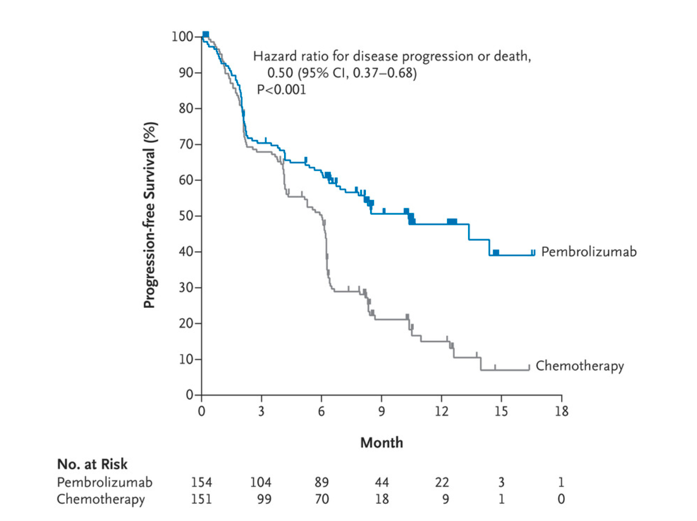 Hazard ratio for disease progression or death,
0.50 (95% CI, 0.37–0.68)
P<0.001
Progression-free Survival (%)
100
90
80
70
60
50
40
30
20
10
0
Pembrolizumab
Chemotherapy
0 3 6 9 12 15 18
Month
No. at Risk
Pembrolizumab 154 104 89 44 22 3 1
Chemotherapy 151 99 70 18 9 1 0